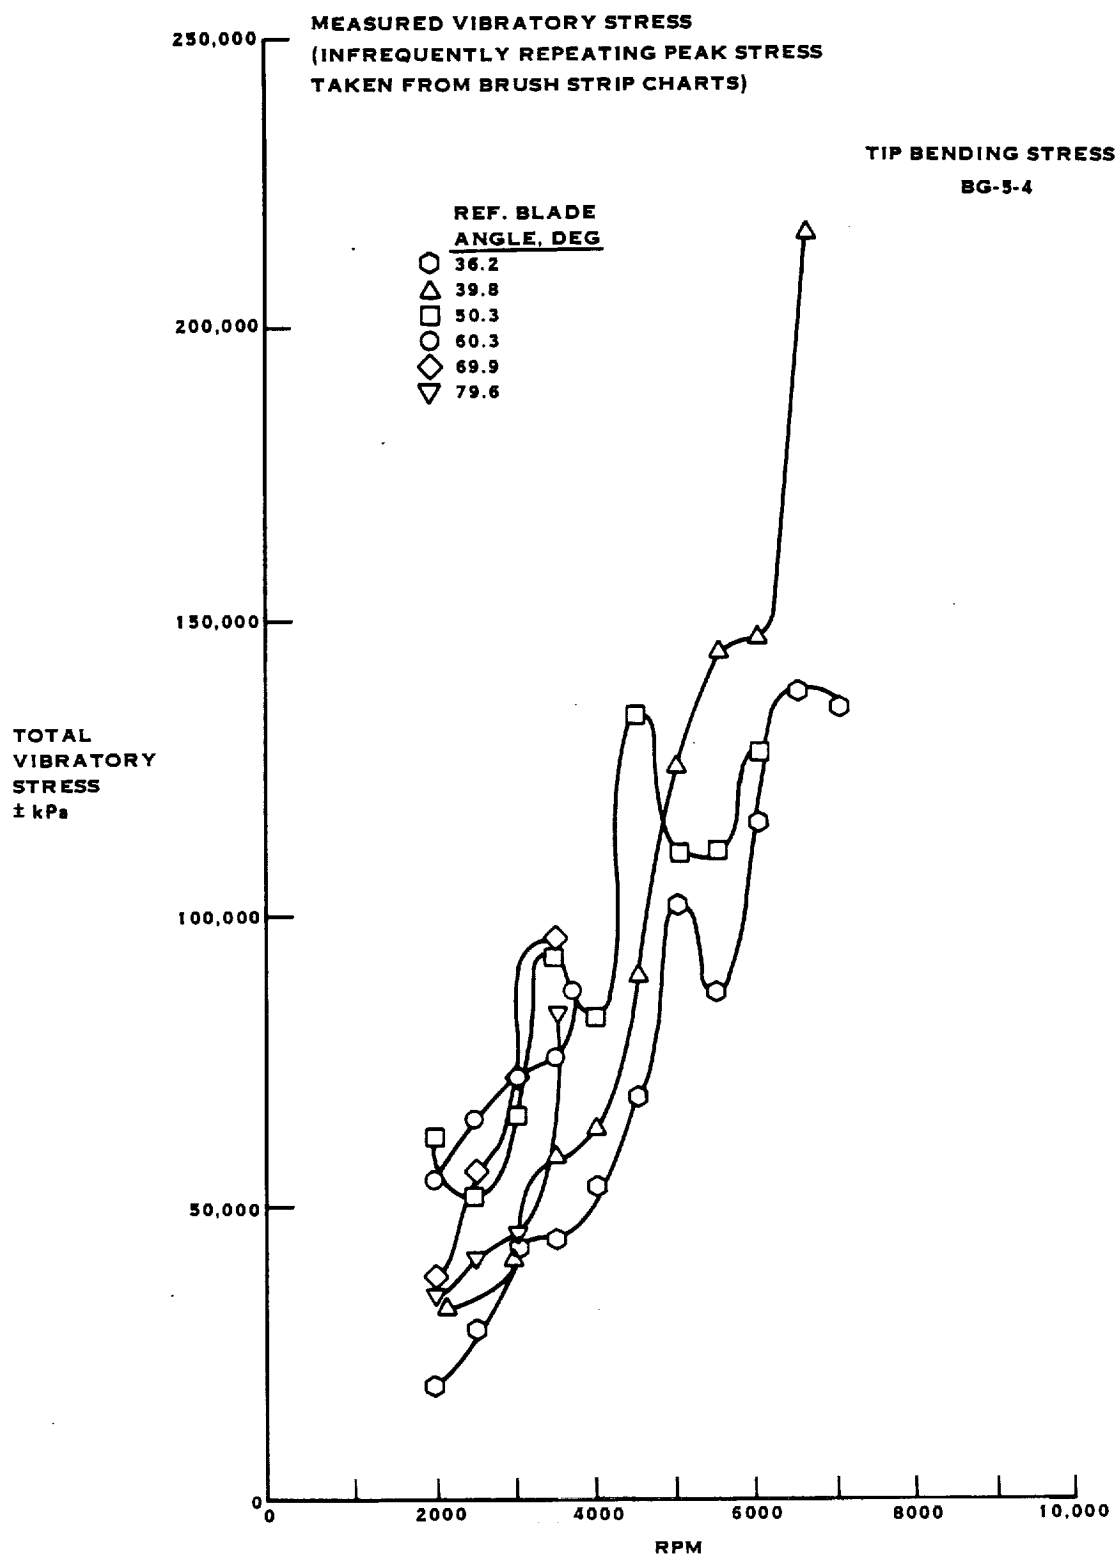 MEASURED VIBRATORY STRESS
(INFREQUENTLY REPEATING PEAK STRESS
TAKEN FROM BRUSH STRIP CHARTS)
TIP BENDING STRESS
BG-5-4
REF. BLADE
ANGLE, DEG
36.2
39.8
50.3
60.3
69.9
79.6
250,000
200,000
150,000
100,000
50,000
0
TOTAL
VIBRATORY
STRESS
± kPa
0 2000 4000 6000 8000 10,000
RPM